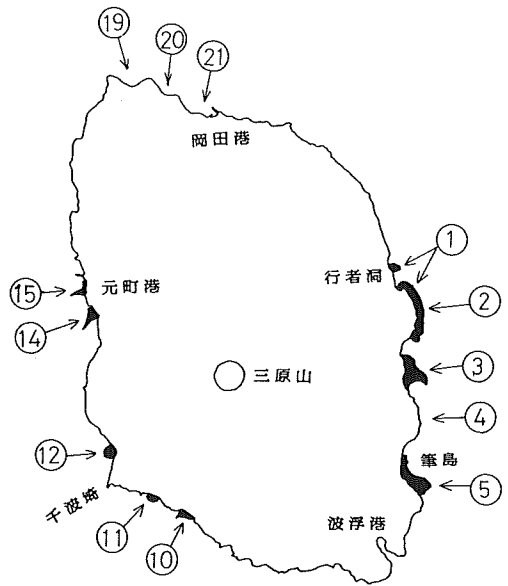 ⑲
⑳
㉑
岡田港
①
行者洞
②
⑮
元町港
⑭
③
三原山
④
⑫
筆島
⑤
千波埼
波浮港
⑪
⑩